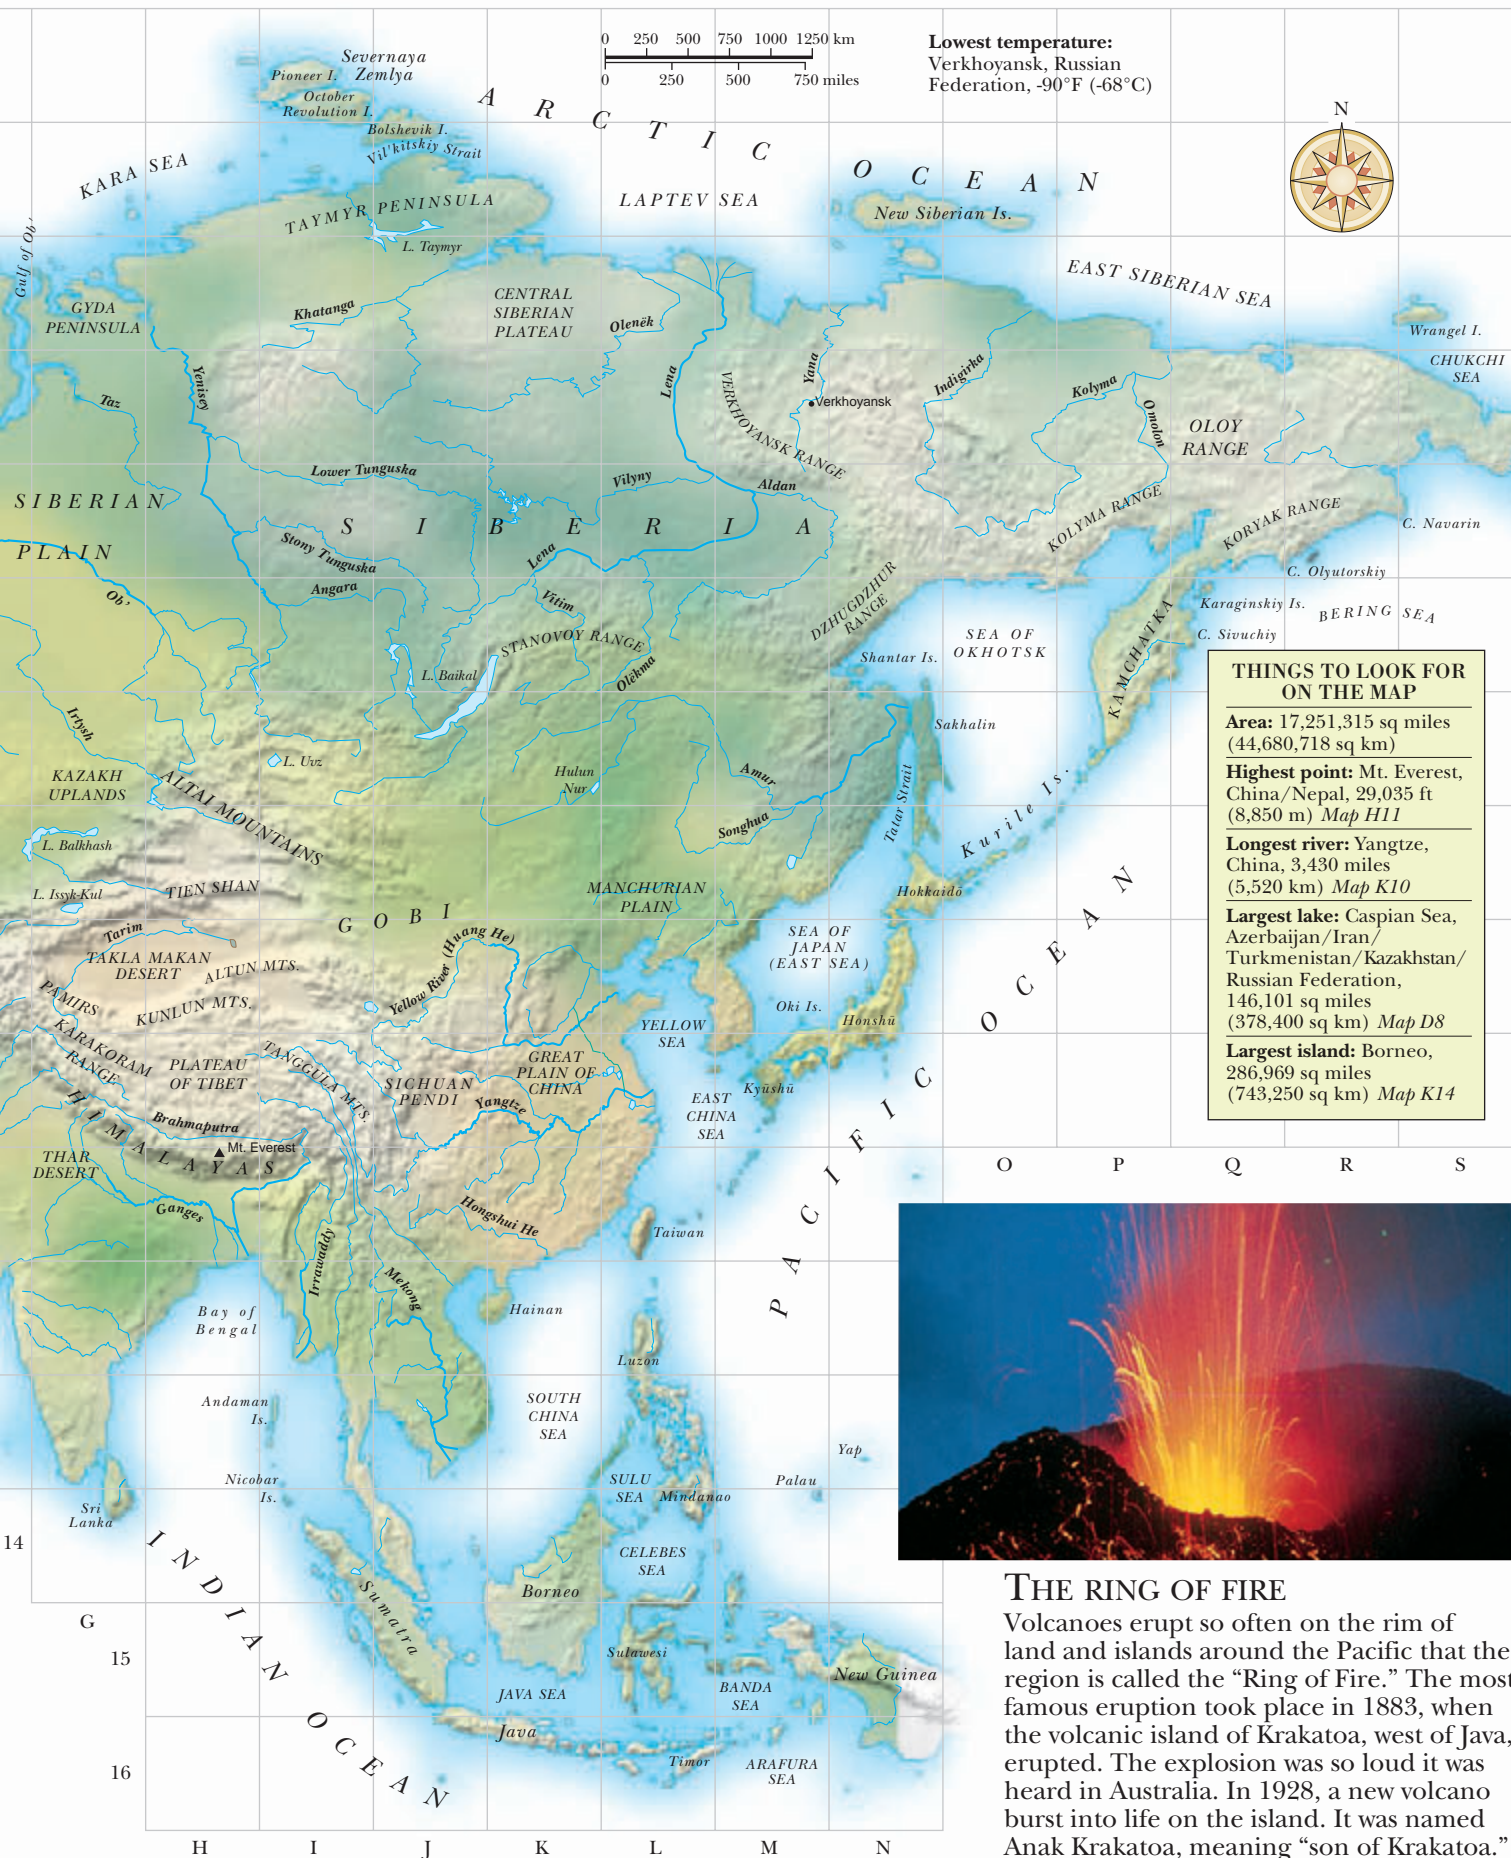 0 250 500 750 1000 1250 km
0 250 500 750 miles
Lowest temperature:
Verkhoyansk, Russian
Federation, -90°F (-68°C)
N
Severnaya
Zemlya
Pioneer I.
October
Revolution I.
Bolshevik I.
Vil'kitskiy Strait
ARCTIC OCEAN
KARA SEA
LAPTEV SEA
New Siberian Is.
TAYMYR PENINSULA
L. Taymyr
EAST SIBERIAN SEA
Gulf of Ob'
GYDA
PENINSULA
Khatanga
CENTRAL
SIBERIAN
PLATEAU
Olenëk
Wrangel I.
CHUKCHI
SEA
Yenisey
Lena
Yana
Verkhoyansk
VERKHOYANSK RANGE
Indigirka
Kolyma
Omolon
OLOY
RANGE
Taz
Lower Tunguska
Vilyny
Aldan
SIBERIAN
PLAIN
SIBERIA
KOLYMA RANGE
KORYAK RANGE
C. Navarin
Stony Tunguska
Lena
Angara
Vitim
Ob'
C. Olyutorskiy
Karaginskiy Is.
BERING SEA
C. Sivuchiy
DZHUGDZHUR
RANGE
SEA OF
OKHOTSK
KAMCHATKA
STANOVOY RANGE
Shantar Is.
L. Baikal
Olëkma
Sakhalin
Irtysh
L. Uvz
Hulun
Nur
Amur
KAZAKH
UPLANDS
ALTAI MOUNTAINS
Tatar Strait
Kurile Is.
Songhua
L. Balkhash
L. Issyk-Kul
TIEN SHAN
MANCHURIAN
PLAIN
Hokkaidō
GOBI
Tarim
TAKLA MAKAN
DESERT
ALTUN MTS.
Yellow River (Huang He)
SEA OF
JAPAN
(EAST SEA)
PAMIRS
KUNLUN MTS.
Oki Is.
Honshū
YELLOW
SEA
KARAKORAM
RANGE
PLATEAU
OF TIBET
TANGGULA MTS.
SICHUAN
PENDI
GREAT
PLAIN OF
CHINA
Kyūshū
Yangtze
EAST
CHINA
SEA
HIMALAYAS
Brahmaputra
Mt. Everest
THAR
DESERT
Ganges
Hongshui He
Taiwan
PACIFIC OCEAN
Irrawaddy
Mekong
Bay of
Bengal
Hainan
Luzon
Andaman
Is.
SOUTH
CHINA
SEA
Yap
Nicobar
Is.
SULU
SEA
Mindanao
Palau
Sri
Lanka
14
INDIAN OCEAN
CELEBES
SEA
Borneo
Sumatra
G
15
Sulawesi
New Guinea
JAVA SEA
BANDA
SEA
Java
Timor
ARAFURA
SEA
16
H I J K L M N
O P Q R S
THINGS TO LOOK FOR
ON THE MAP
Area: 17,251,315 sq miles
(44,680,718 sq km)
Highest point: Mt. Everest,
China/Nepal, 29,035 ft
(8,850 m) Map H11
Longest river: Yangtze,
China, 3,430 miles
(5,520 km) Map K10
Largest lake: Caspian Sea,
Azerbaijan/Iran/
Turkmenistan/Kazakhstan/
Russian Federation,
146,101 sq miles
(378,400 sq km) Map D8
Largest island: Borneo,
286,969 sq miles
(743,250 sq km) Map K14
THE RING OF FIRE
Volcanoes erupt so often on the rim of
land and islands around the Pacific that the
region is called the “Ring of Fire.” The most
famous eruption took place in 1883, when
the volcanic island of Krakatoa, west of Java,
erupted. The explosion was so loud it was
heard in Australia. In 1928, a new volcano
burst into life on the island. It was named
Anak Krakatoa, meaning “son of Krakatoa.”